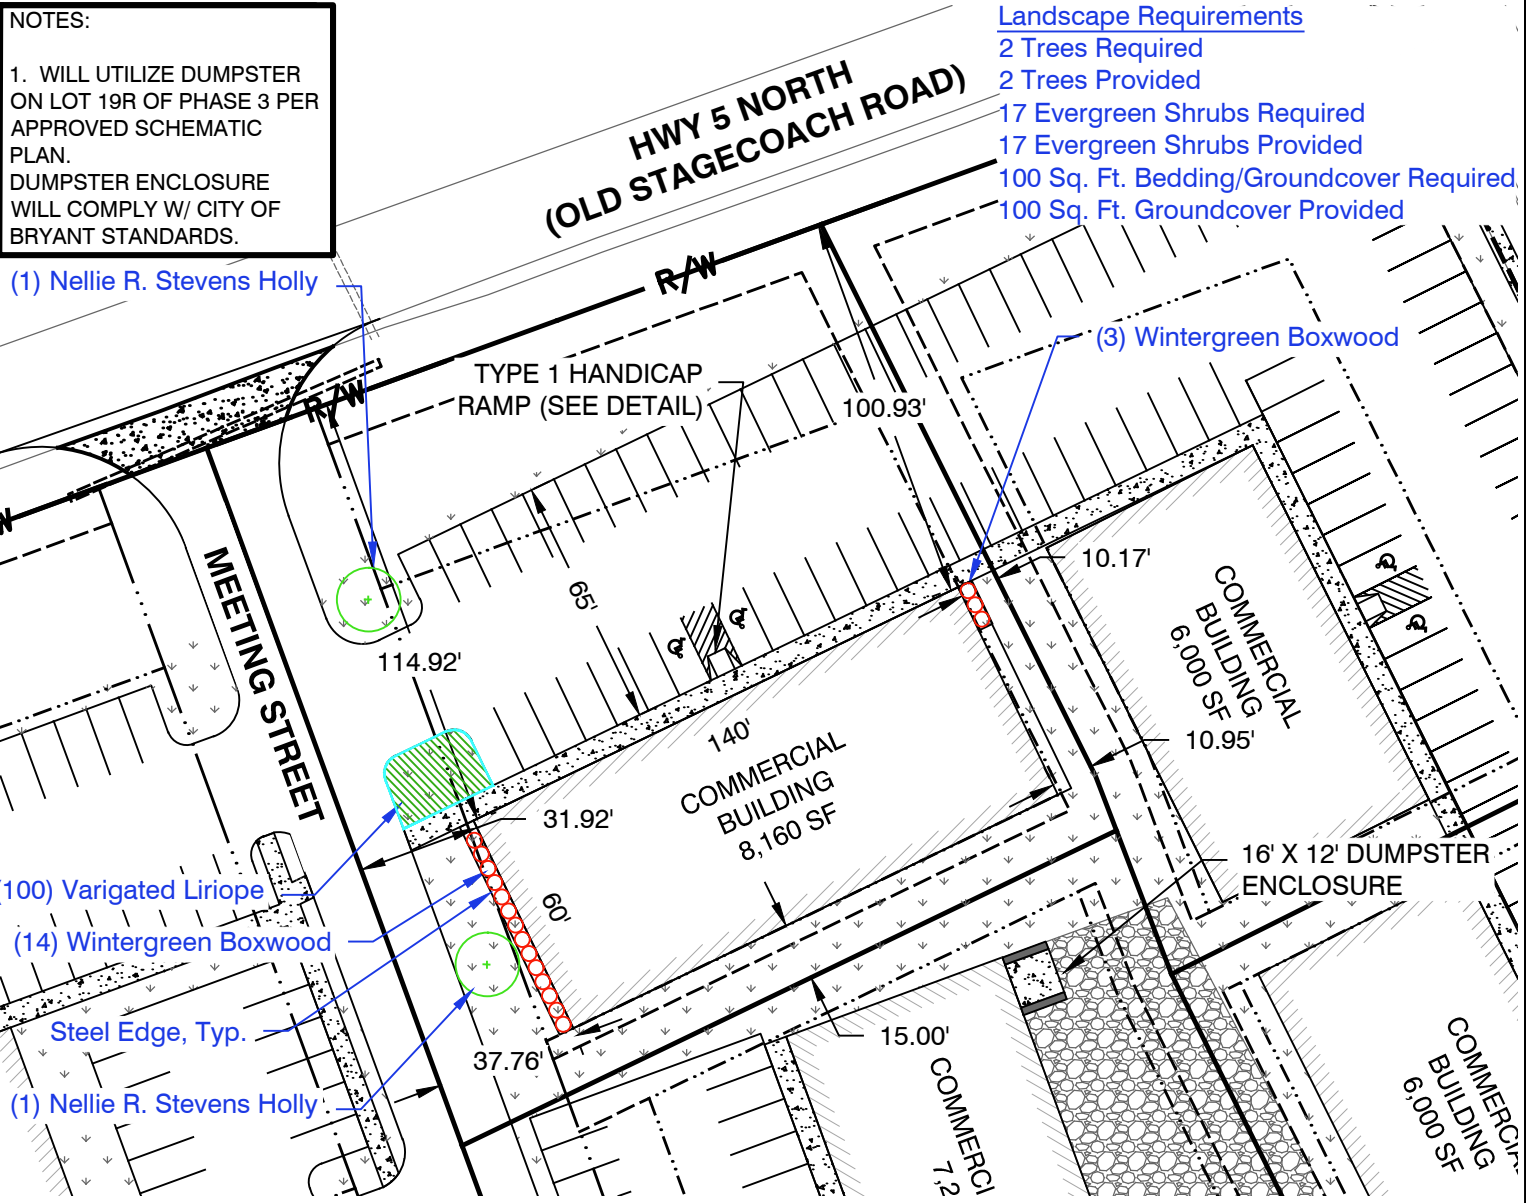 NOTES:
1. WILL UTILIZE DUMPSTER
ON LOT 19R OF PHASE 3 PER
APPROVED SCHEMATIC
PLAN.
DUMPSTER ENCLOSURE
WILL COMPLY W/ CITY OF
BRYANT STANDARDS.
Landscape Requirements
2 Trees Required
2 Trees Provided
17 Evergreen Shrubs Required
17 Evergreen Shrubs Provided
100 Sq. Ft. Bedding/Groundcover Required
100 Sq. Ft. Groundcover Provided
HWY 5 NORTH
(OLD STAGECOACH ROAD)
R/W
R/W
W
(1) Nellie R. Stevens Holly
(3) Wintergreen Boxwood
TYPE 1 HANDICAP
RAMP (SEE DETAIL)
100.93'
10.17'
65'
114.92'
MEETING STREET
140'
COMMERCIAL
BUILDING
8,160 SF
COMMERCIAL
BUILDING
6,000 SF
10.95'
31.92'
60'
16' X 12' DUMPSTER
ENCLOSURE
(100) Varigated Liriope
(14) Wintergreen Boxwood
Steel Edge, Typ.
(1) Nellie R. Stevens Holly
37.76'
15.00'
COMMERCI
7,2
COMMERCIA
BUILDING
6,000 SF